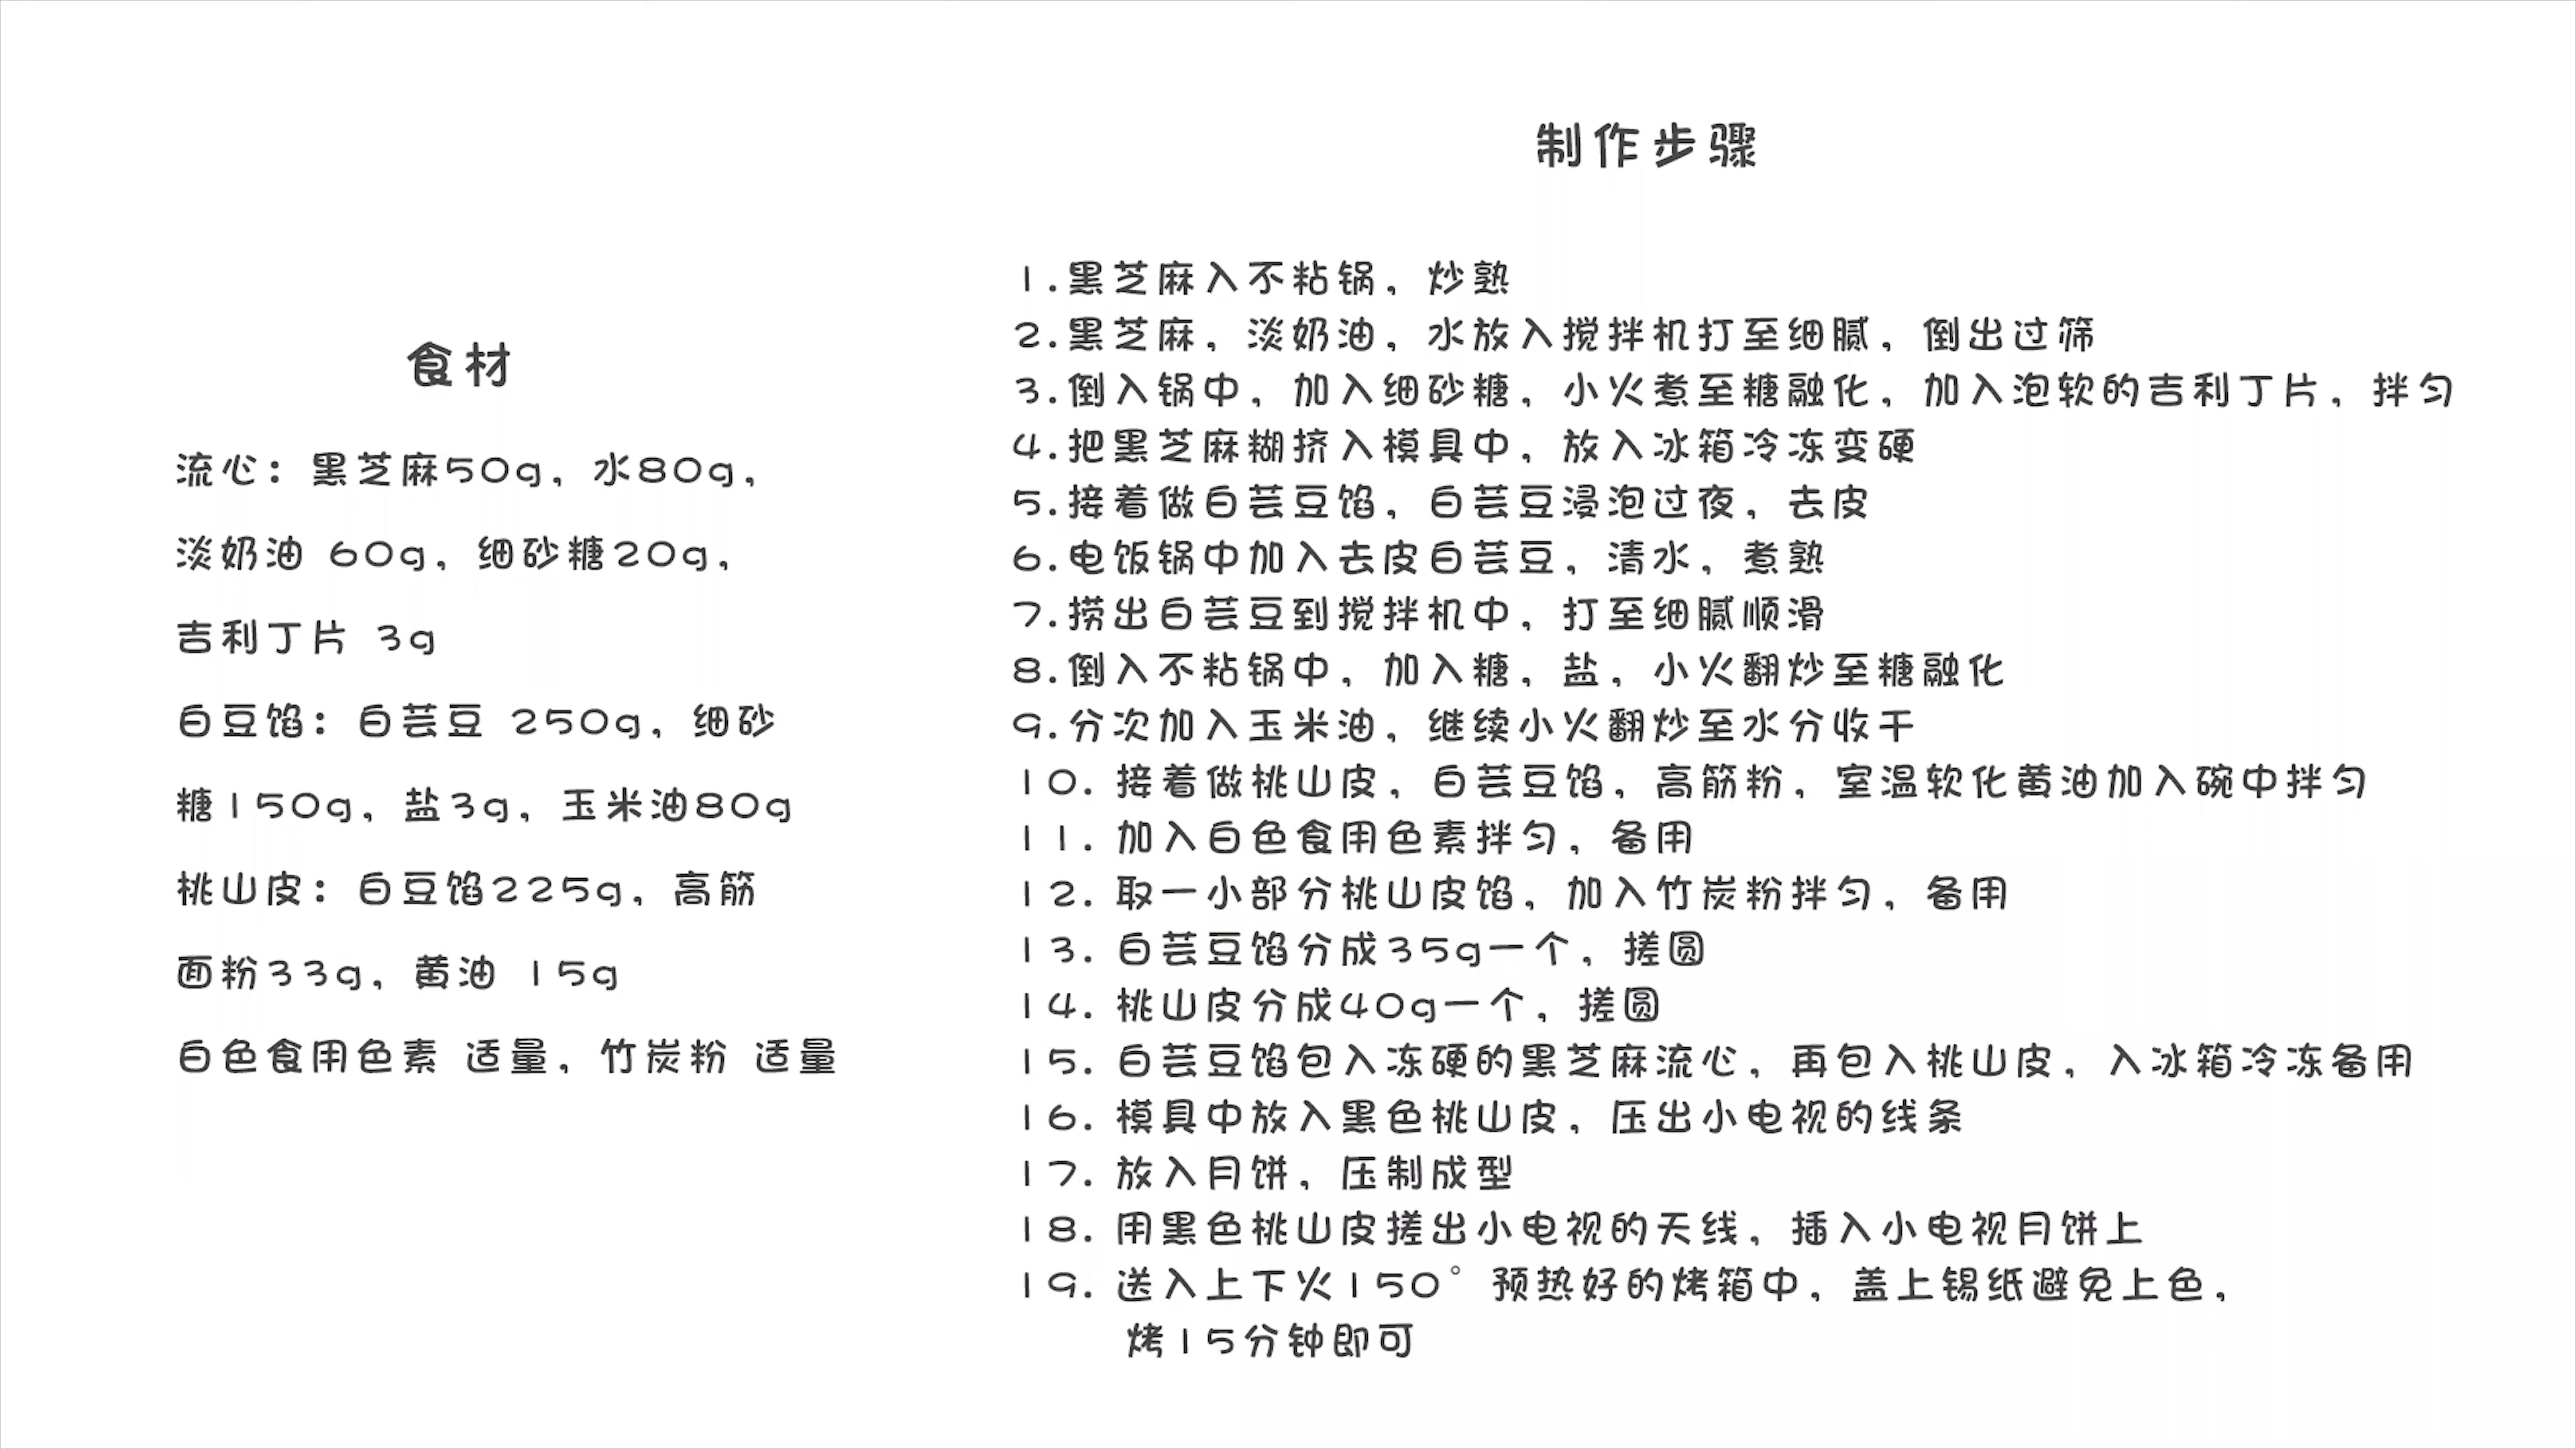 食材
流心：黑芝麻50g，水80g，
淡奶油 60g，细砂糖20g，
吉利丁片 3g
白豆馅：白芸豆 250g，细砂
糖150g，盐3g，玉米油80g
桃山皮：白豆馅225g，高筋
面粉33g，黄油 15g
白色食用色素 适量，竹炭粉 适量
制作步骤
1.黑芝麻入不粘锅，炒熟
2.黑芝麻，淡奶油，水放入搅拌机打至细腻，倒出过筛
3.倒入锅中，加入细砂糖，小火煮至糖融化，加入泡软的吉利丁片，拌匀
4.把黑芝麻糊挤入模具中，放入冰箱冷冻变硬
5.接着做白芸豆馅，白芸豆浸泡过夜，去皮
6.电饭锅中加入去皮白芸豆，清水，煮熟
7.捞出白芸豆到搅拌机中，打至细腻顺滑
8.倒入不粘锅中，加入糖，盐，小火翻炒至糖融化
9.分次加入玉米油，继续小火翻炒至水分收干
10. 接着做桃山皮，白芸豆馅，高筋粉，室温软化黄油加入碗中拌匀
11. 加入白色食用色素拌匀，备用
12. 取一小部分桃山皮馅，加入竹炭粉拌匀，备用
13. 白芸豆馅分成35g一个，搓圆
14. 桃山皮分成40g一个，搓圆
15. 白芸豆馅包入冻硬的黑芝麻流心，再包入桃山皮，入冰箱冷冻备用
16. 模具中放入黑色桃山皮，压出小电视的线条
17. 放入月饼，压制成型
18. 用黑色桃山皮搓出小电视的天线，插入小电视月饼上
19. 送入上下火150°预热好的烤箱中，盖上锡纸避免上色，
烤15分钟即可